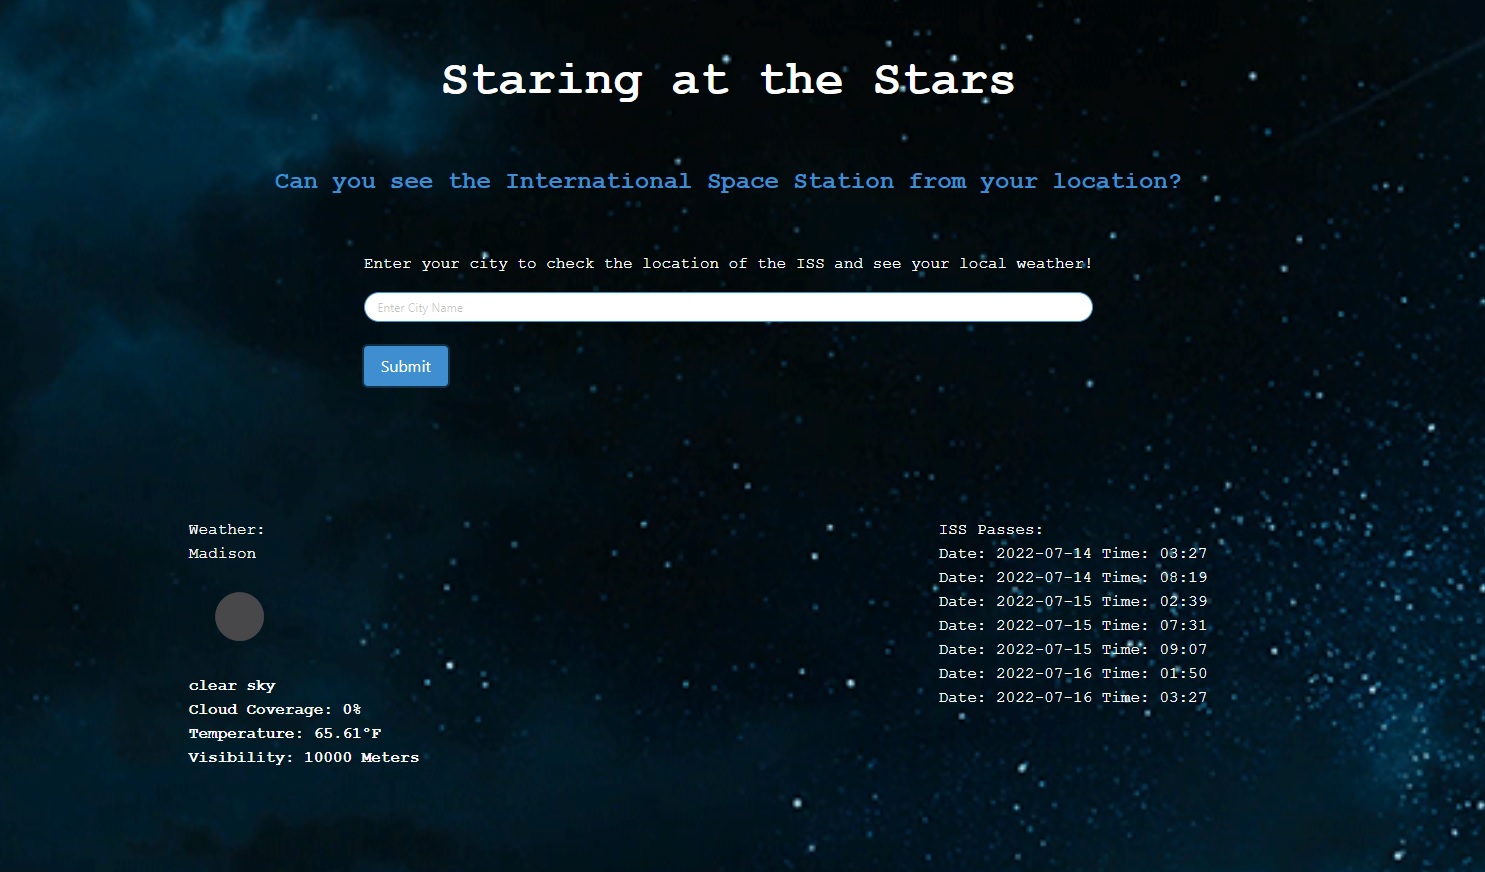 Staring at the Stars
Can you see the International Space Station from your location?
Enter your city to check the location of the ISS and see your local weather!
Enter City Name
Submit
Weather:
Madison
clear sky
Cloud Coverage: 0%
Temperature: 65.61°F
Visibility: 10000 Meters
ISS Passes:
Date: 2022-07-14 Time: 03:27
Date: 2022-07-14 Time: 08:19
Date: 2022-07-15 Time: 02:39
Date: 2022-07-15 Time: 07:31
Date: 2022-07-15 Time: 09:07
Date: 2022-07-16 Time: 01:50
Date: 2022-07-16 Time: 03:27